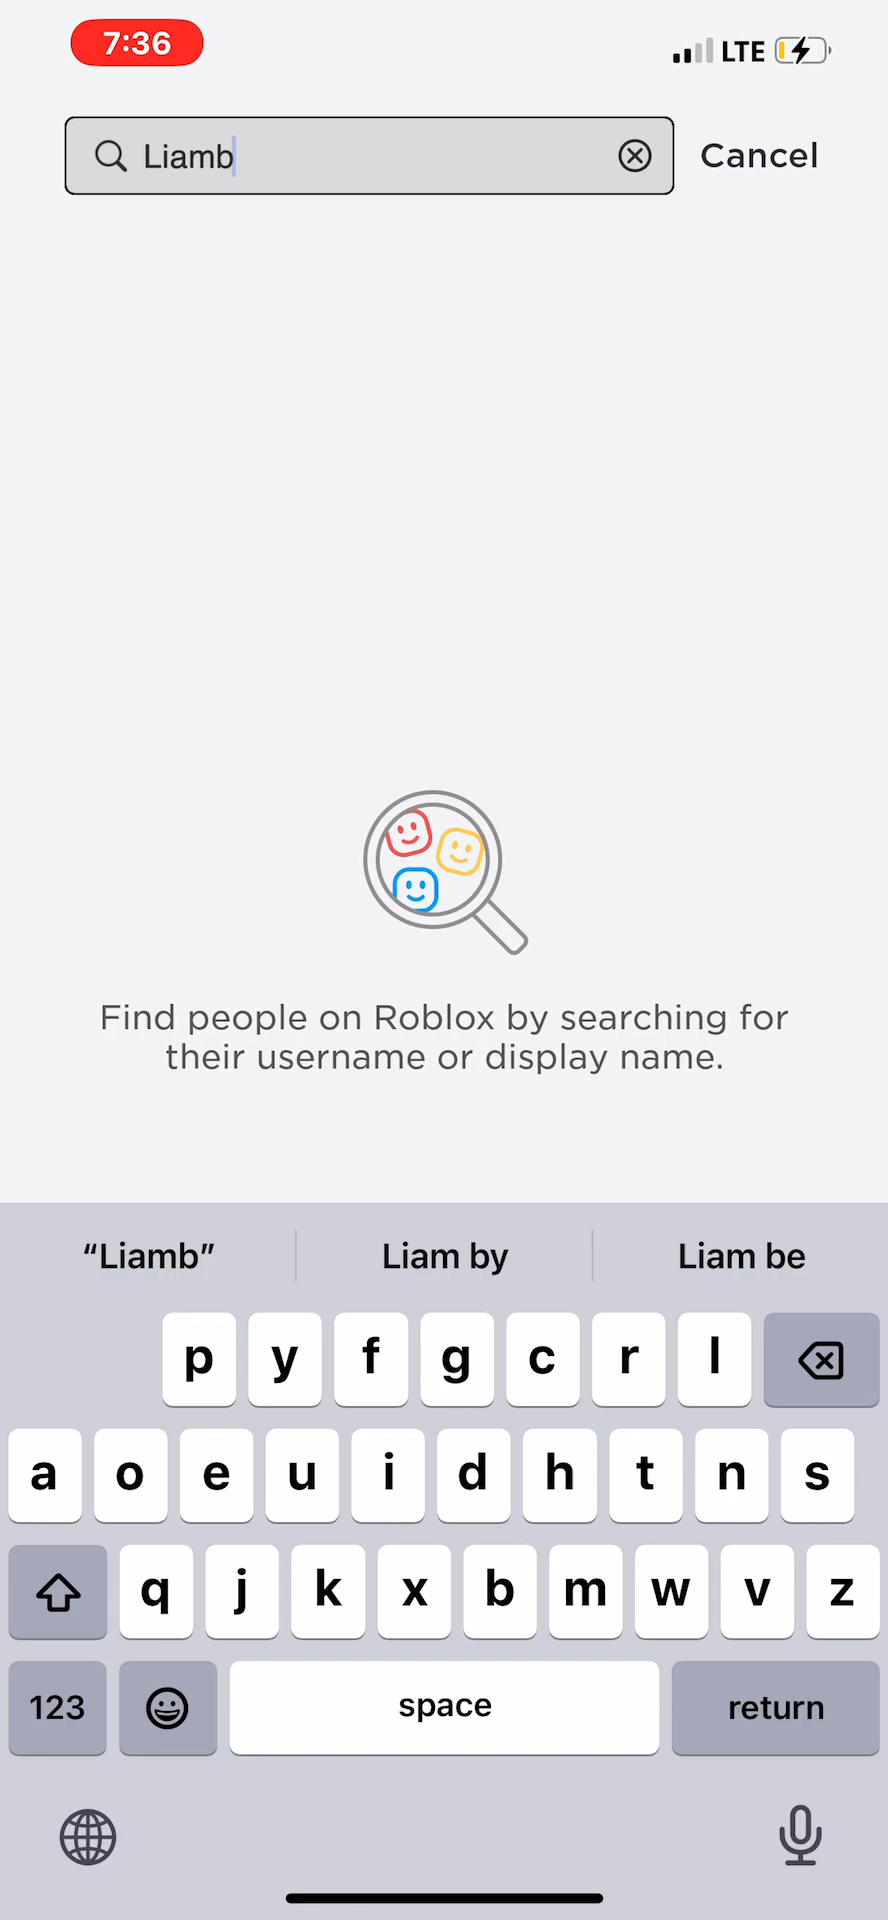 7:36 LTE
Liamb Cancel
Find people on Roblox by searching for
their username or display name.
“Liamb” Liam by Liam be
p y f g c r l
a o e u i d h t n s
q j k x b m w v z
123 space return